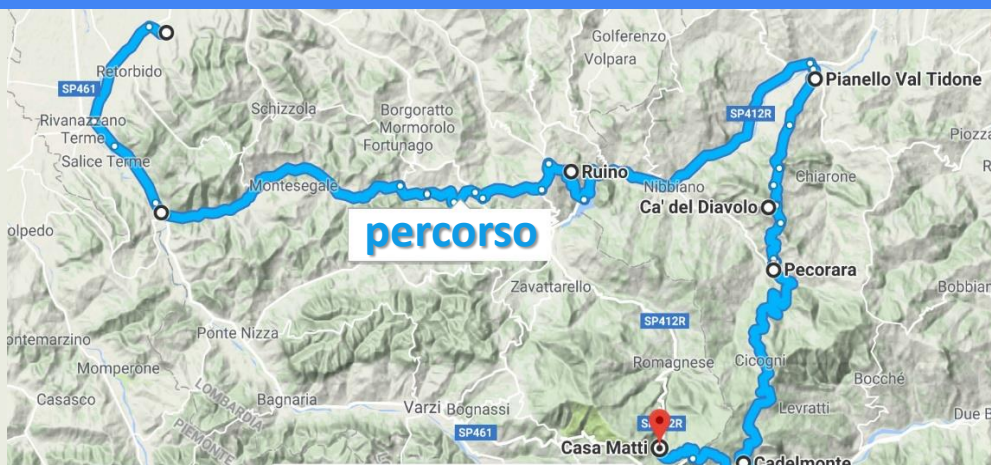 Golferenzo
Volpara
Retorbido
Pianello Val Tidone
SP461
Schizzola
Borgoratto
Mormorolo
SP412R
Rivanazzano
Terme
Fortunago
Piozza
Salice Terme
Chiarone
Ruino
Montesegale
Nibbiano
Ca' del Diavolo
olpedo
percorso
Pecorara
Zavattarello
Bobbian
SP412R
Ponte Nizza
ontemarzino
Romagnese
Cicogni
Momperone
Bocché
LOMBARDIA
PIEMONTE
Casasco
Bagnaria
Varzi
Bognassi
Levratti
Due B
SP461
Casa Matti
Cadelmonte